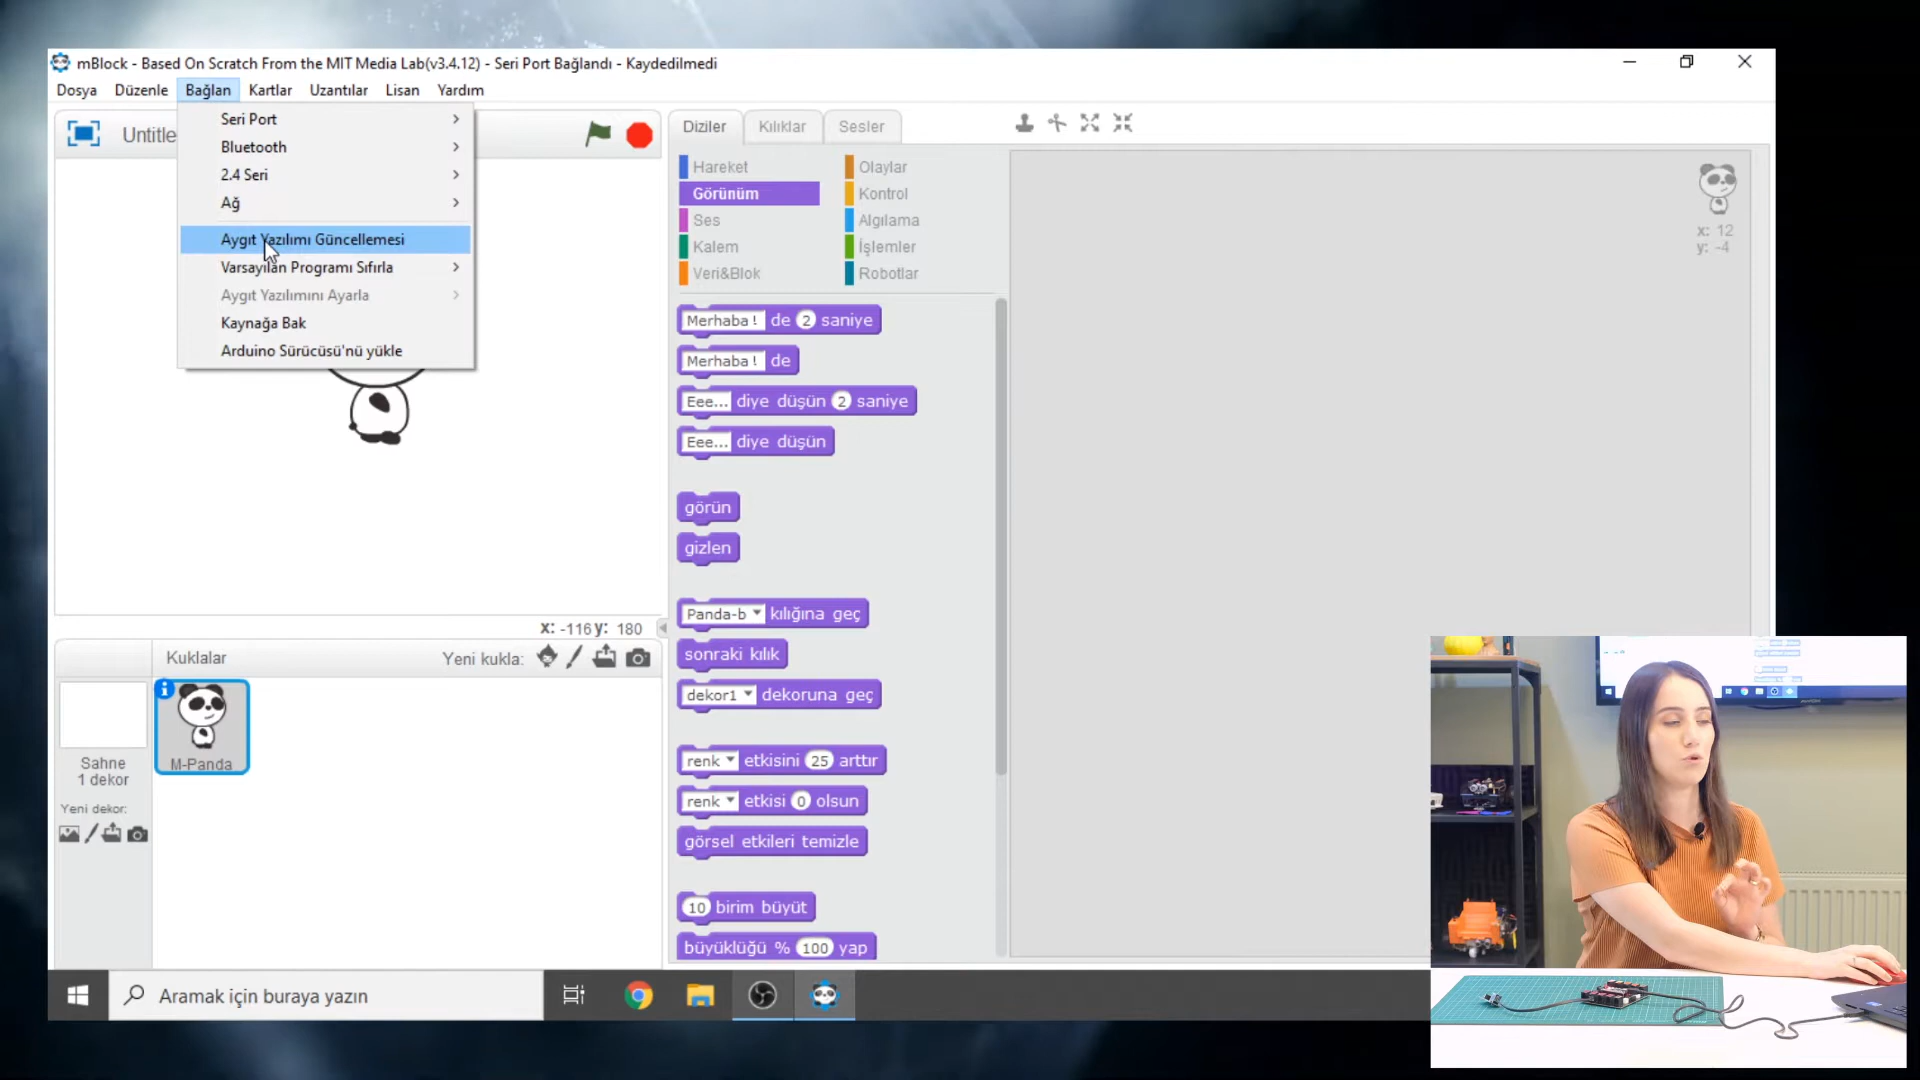 mBlock - Based On Scratch From the MIT Media Lab(v3.4.12) - Seri Port Bağlandı - Kaydedilmedi
Dosya Düzenle Bağlan Kartlar Uzantılar Lisan Yardım
Seri Port
Bluetooth
2.4 Seri
Ağ
Aygıt Yazılımı Güncellemesi
Varsayılan Programı Sıfırla
Aygıt Yazılımını Ayarla
Kaynağa Bak
Arduino Sürücüsü'nü yükle
Untitle
x: -116 y: 180
Kuklalar
Yeni kukla:
M-Panda
Sahne
1 dekor
Yeni dekor:
Diziler Kılıklar Sesler
Hareket Olaylar
Görünüm Kontrol
Ses Algılama
Kalem İşlemler
Veri&Blok Robotlar
Merhaba! de 2 saniye
Merhaba! de
Eee... diye düşün 2 saniye
Eee... diye düşün
görün
gizlen
Panda-b kılığına geç
sonraki kılık
dekor1 dekoruna geç
renk etkisini 25 arttır
renk etkisi 0 olsun
görsel etkileri temizle
10 birim büyüt
büyüklüğü % 100 yap
x: 12
y: -4
Aramak için buraya yazın